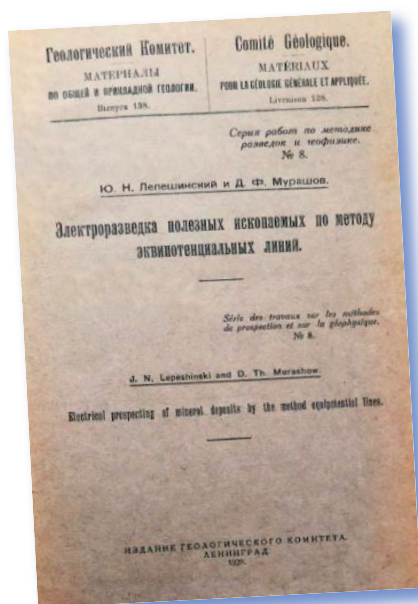 Геологический Комитет.
МАТЕРИАЛЫ
ПО ОБЩЕЙ И ПРИКЛАДНОЙ ГЕОЛОГИИ.
Выпуск 138.
Comité Géologique.
MATÉRIAUX
POUR LA GÉOLOGIE GÉNÉRALE ET APPLIQUÉE.
Livraison 138.
Серия работ по методике
разведок и геофизике.
№ 8.
Ю. Н. Лепешинский и Д. Ф. Мурашов.
Электроразведка полезных ископаемых по методу
эквипотенциальных линий.
Série des travaux sur les méthodes
de prospection et sur la géophysique.
№ 8.
J. N. Lepeshinski and D. Th. Murashow.
Electrical prospecting of mineral deposits by the method equipotential lines.
ИЗДАНИЕ ГЕОЛОГИЧЕСКОГО КОМИТЕТА.
ЛЕНИНГРАД